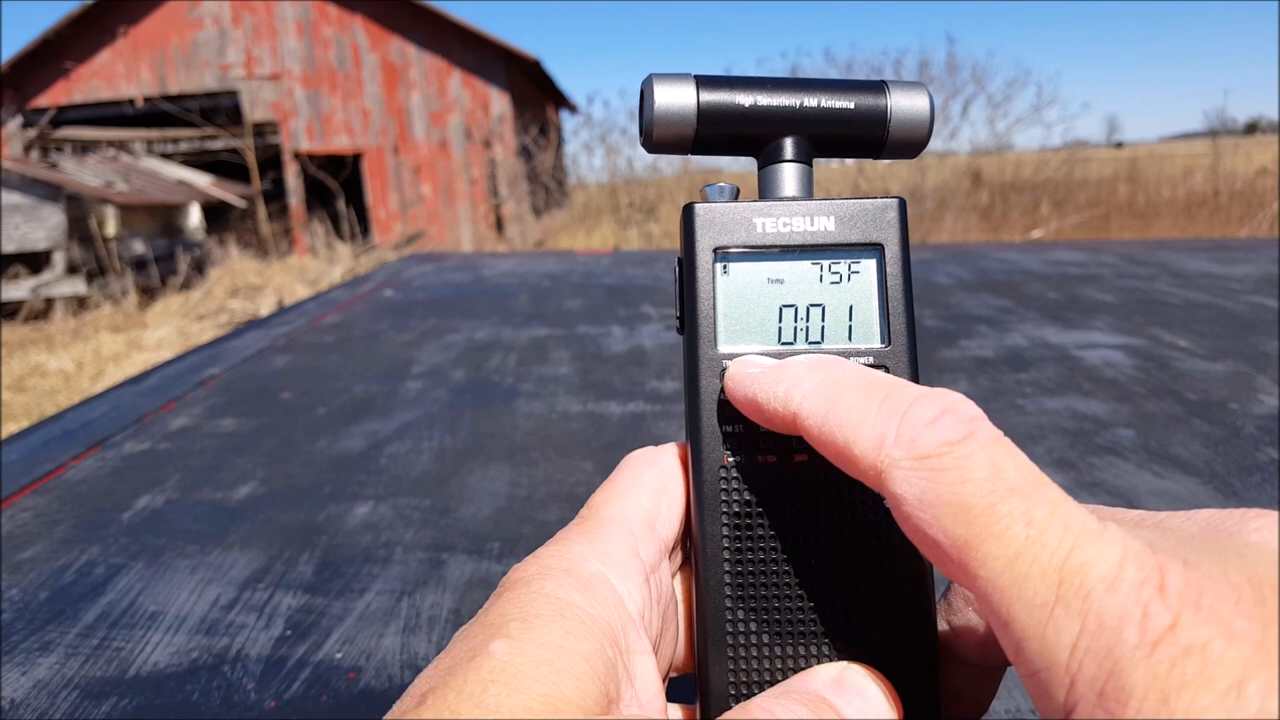 High Sensitivity AM Antenna
TECSUN
Temp. 75F
0:01
POWER
FM ST.